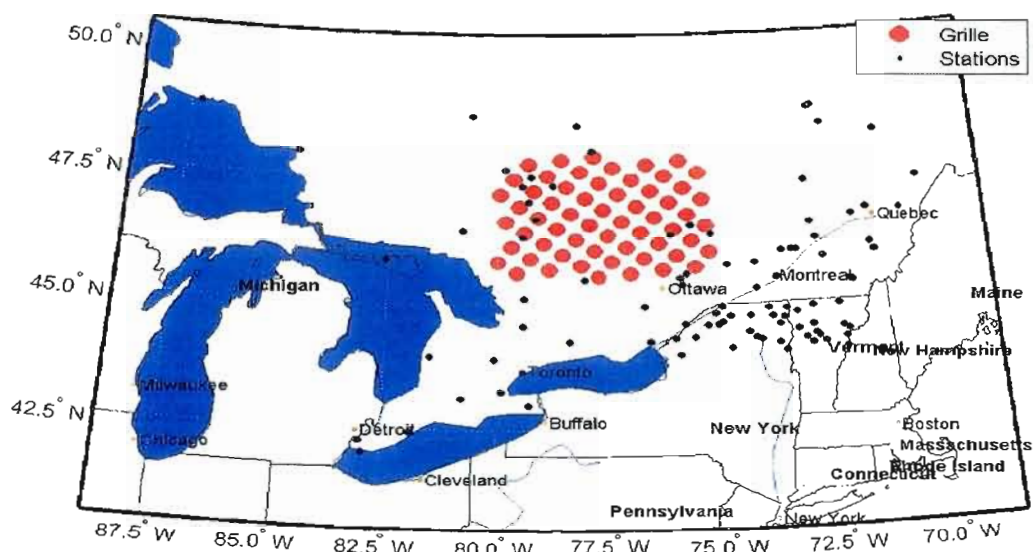 50.0° N
Grille
Stations
47.5° N
Quebec
45.0° N
Michigan
Ottawa
Montreal
Maine
Vermont
New Hampshire
Milwaukee
Toronto
42.5° N
Chicago
Detroit
Buffalo
New York
Boston
Massachusetts
Cleveland
Connecticut
Rhode Island
Pennsylvania
New York
87.5° W
85.0° W
82.5° W
80.0° W
77.5° W
75.0° W
72.5° W
70.0° W